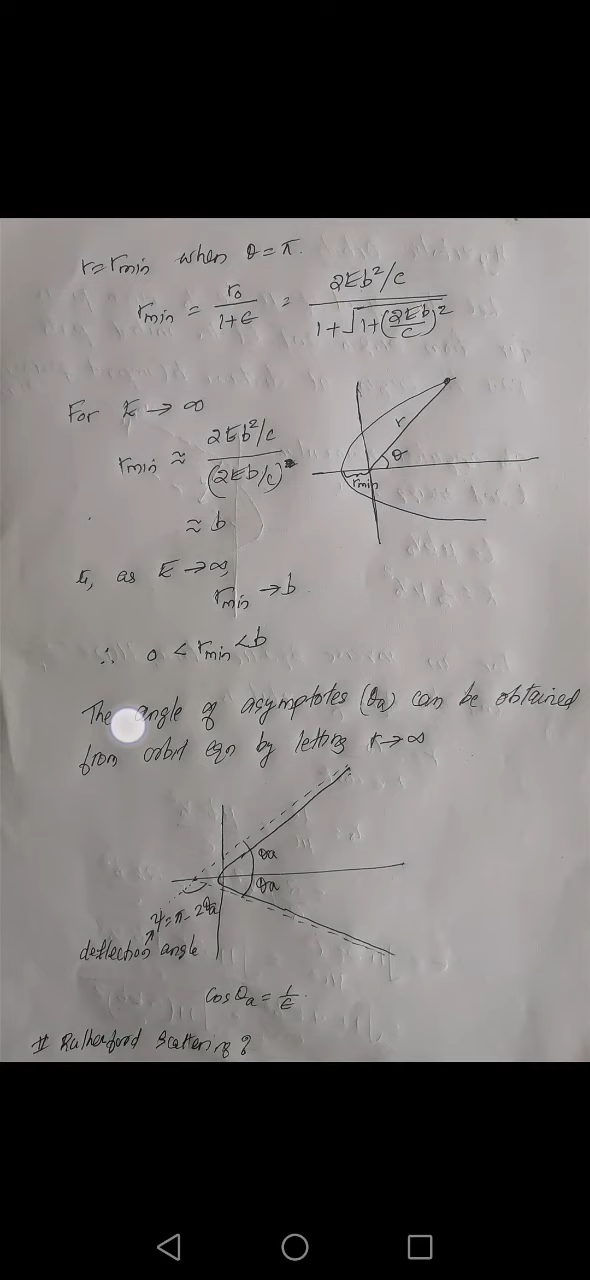 r = rmin when θ = π.
rmin = r₀/(1+ϵ) = (2Eb²/c)/(1+√(1+(2Eb/c)²))
For E → ∞
rmin ≈ (2Eb²/c)/(2Eb/c)
≈ b
r
θ
rmin
as E → ∞,
rmin → b
∴ 0 < rmin < b
The angle of asymptotes (θa) can be obtained
from orbit eqn by letting r → ∞
θa
θa
ψ = π - 2θa
deflection angle
cosθa = 1/ϵ.
# Rutherford Scattering ?